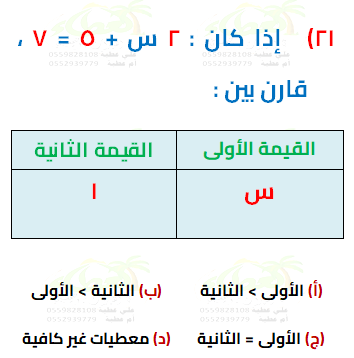 ٢١) إذا كان : ٢ س + ٥ = ٧ ،
قارن بين :
القيمة الأولى القيمة الثانية
س ١
(أ) الأولى > الثانية (ب) الثانية > الأولى
(ج) الأولى = الثانية (د) معطيات غير كافية